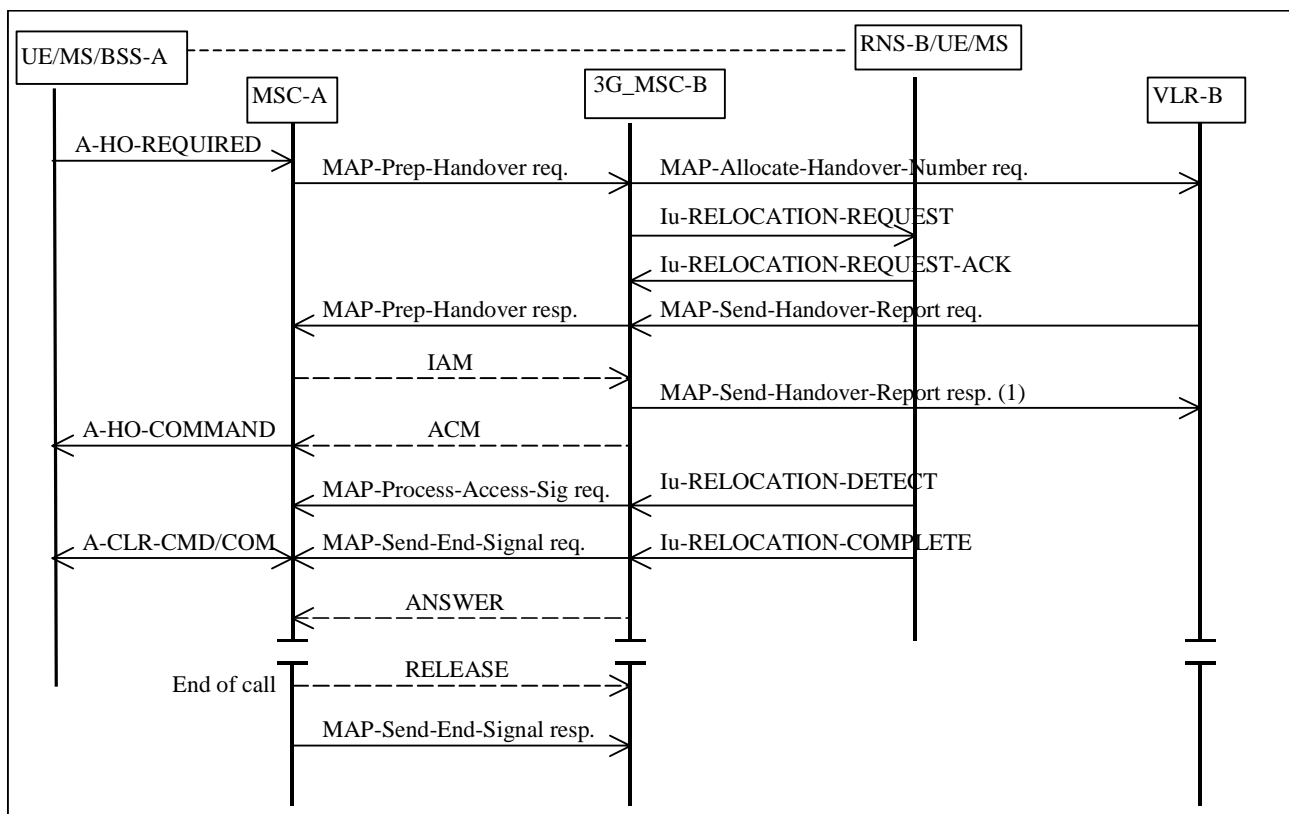 UE/MS/BSS-A
RNS-B/UE/MS
MSC-A
3G_MSC-B
VLR-B
A-HO-REQUIRED
MAP-Prep-Handover req.
MAP-Allocate-Handover-Number req.
Iu-RELOCATION-REQUEST
Iu-RELOCATION-REQUEST-ACK
MAP-Prep-Handover resp.
MAP-Send-Handover-Report req.
IAM
MAP-Send-Handover-Report resp. (1)
A-HO-COMMAND
ACM
MAP-Process-Access-Sig req.
Iu-RELOCATION-DETECT
A-CLR-CMD/COM
MAP-Send-End-Signal req.
Iu-RELOCATION-COMPLETE
ANSWER
RELEASE
End of call
MAP-Send-End-Signal resp.